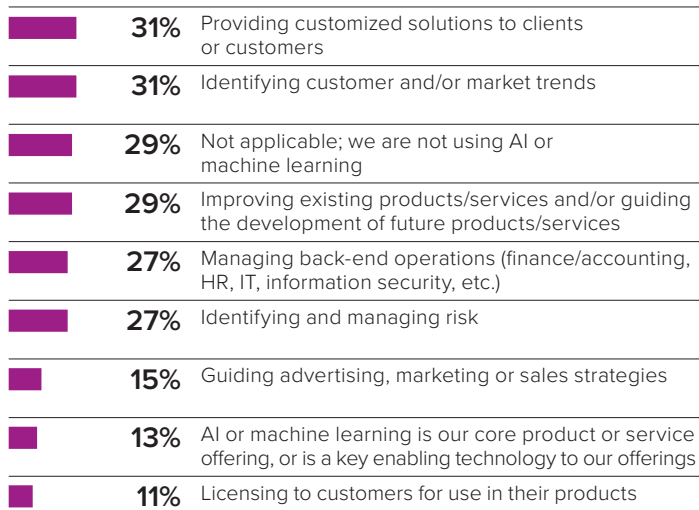 31% Providing customized solutions to clients
or customers
31% Identifying customer and/or market trends
29% Not applicable; we are not using AI or
machine learning
29% Improving existing products/services and/or guiding
the development of future products/services
27% Managing back-end operations (finance/accounting,
HR, IT, information security, etc.)
27% Identifying and managing risk
15% Guiding advertising, marketing or sales strategies
13% AI or machine learning is our core product or service
offering, or is a key enabling technology to our offerings
11% Licensing to customers for use in their products